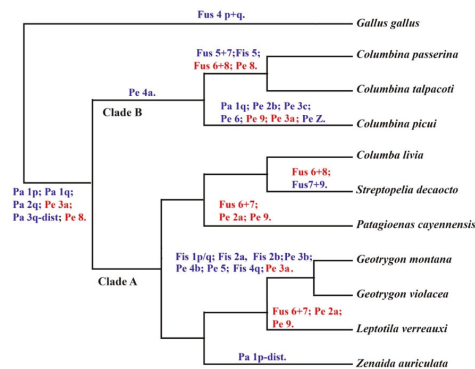 Fus 4 p+q.
Gallus gallus
Fus 5+7; Fis 5;
Fus 6+8; Pe 8.
Columbina passerina
Columbina talpacoti
Pe 4a.
Clade B
Pa 1q; Pe 2b; Pe 3c;
Pe 6; Pe 9; Pe 3a; Pe Z.
Columbina picui
Columba livia
Fus 6+8;
Fus7+9.
Streptopelia decaocto
Pa 1p; Pa 1q;
Pa 2q; Pe 3a;
Pa 3q-dist; Pe 8.
Fus 6+7;
Pe 2a; Pe 9.
Patagioenas cayennensis
Fis 1p/q; Fis 2a, Fis 2b; Pe 3b;
Pe 4b; Pe 5; Fis 4q; Pe 3a.
Geotrygon montana
Clade A
Geotrygon violacea
Fus 6+7; Pe 2a;
Pe 9.
Leptotila verreauxi
Pa 1p-dist.
Zenaida auriculata